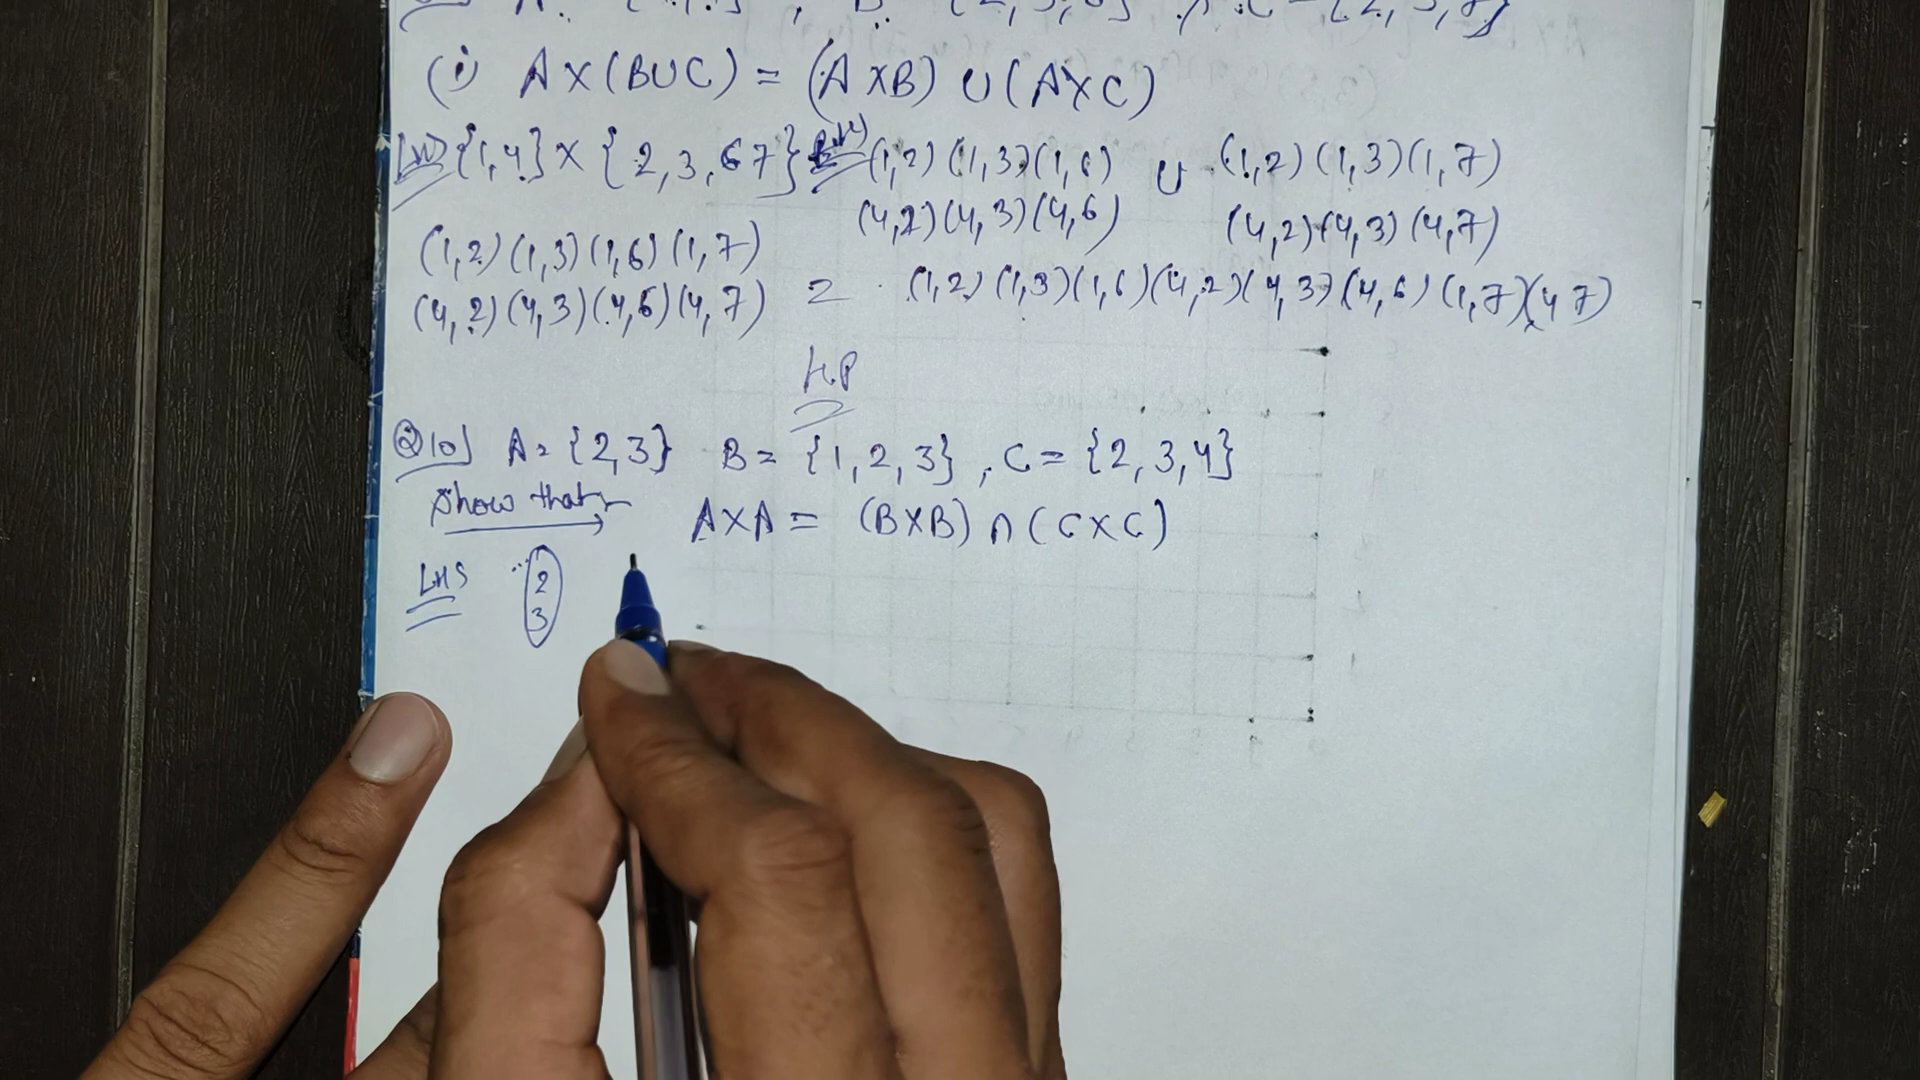 (i) A×(B∪C) = (A×B) ∪ (A×C)
{1,4} × {2,3,6 7} (1,2) (1,3) (1,6) ∪ (1,2) (1,3) (1,7)
(4,2) (4,3) (4,6) (4,2) (4,3) (4,7)
(1,2) (1,3) (1,6) (1,7)
(4,2) (4,3) (4,6) (4,7) = (1,2) (1,3) (1,6) (4,2) (4,3) (4,6) (1,7) (4 7)
H.P
Q10] A = {2,3} B = {1,2,3}, C = {2,3,4}
Show that A×A = (B×B) ∩ (C×C)
LHS 2
3